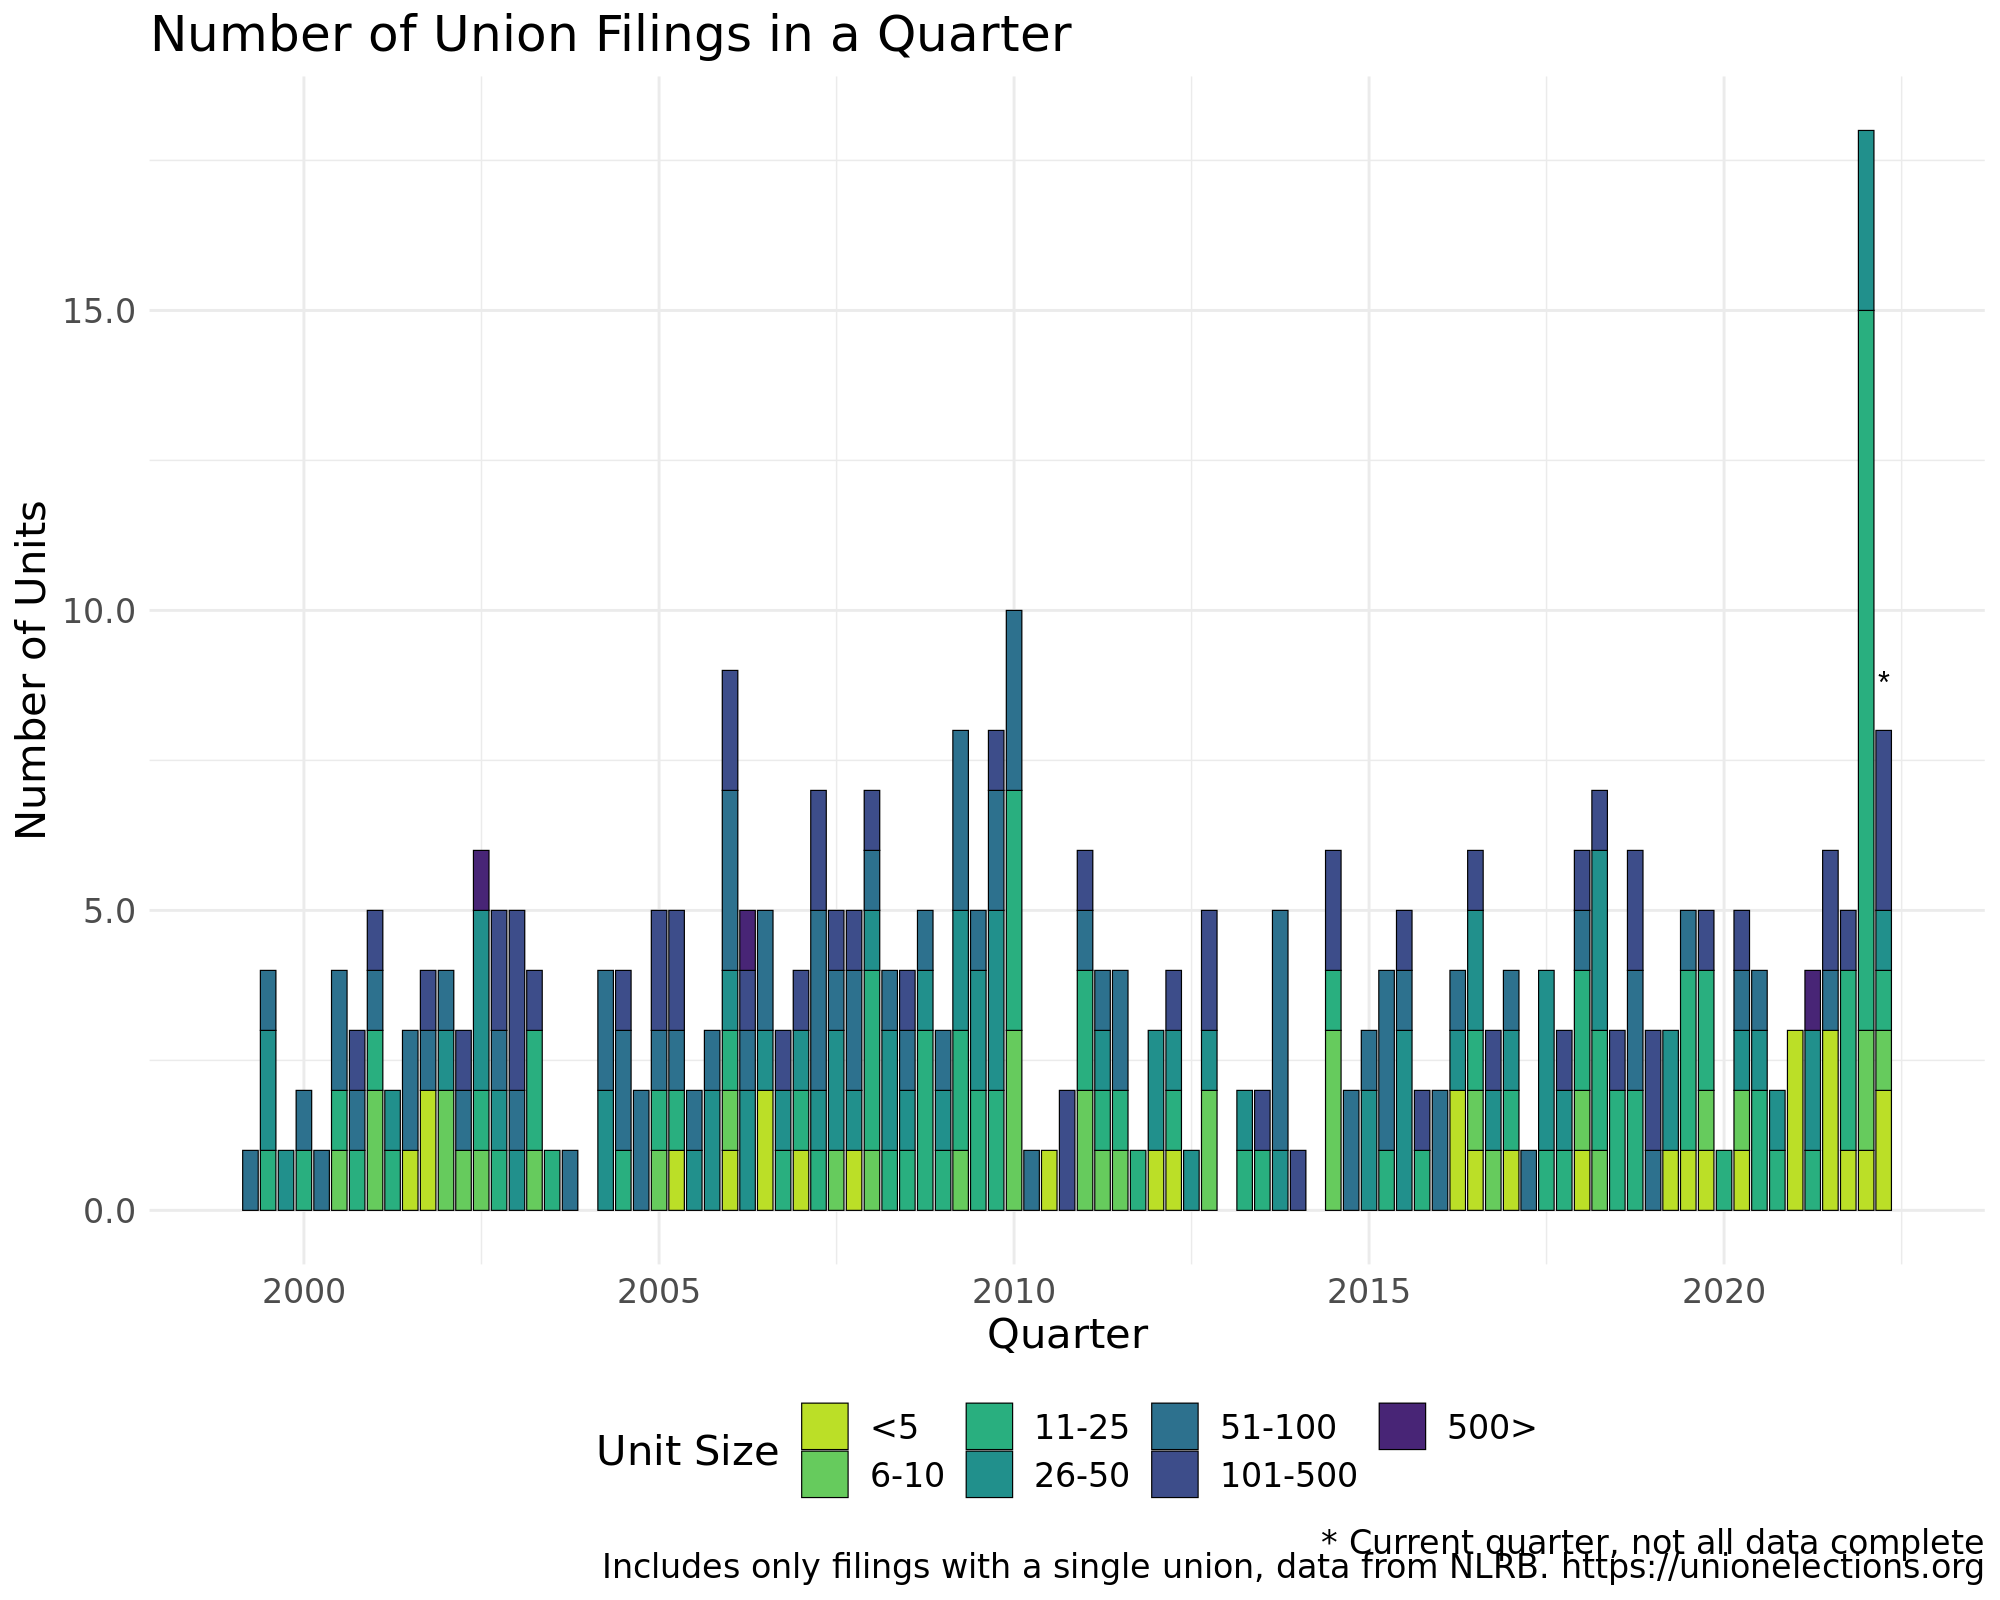 Number of Union Filings in a Quarter
Number of Units
15.0
10.0
5.0
0.0
*
2000 2005 2010 2015 2020
Quarter
Unit Size
<5 11-25 51-100 500>
6-10 26-50 101-500
* Current quarter, not all data complete
Includes only filings with a single union, data from NLRB. https://unionelections.org